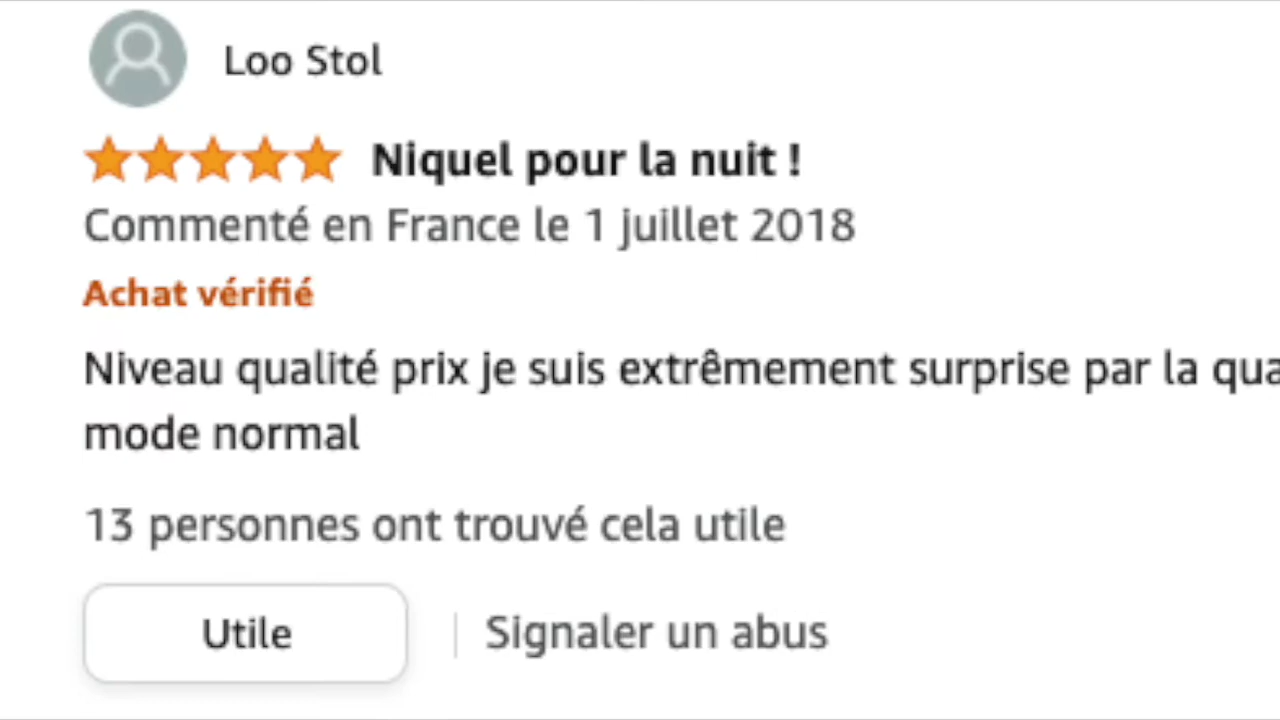 Loo Stol
Niquel pour la nuit !
Commenté en France le 1 juillet 2018
Achat vérifié
Niveau qualité prix je suis extrêmement surprise par la
mode normal
13 personnes ont trouvé cela utile
Utile
Signaler un abus